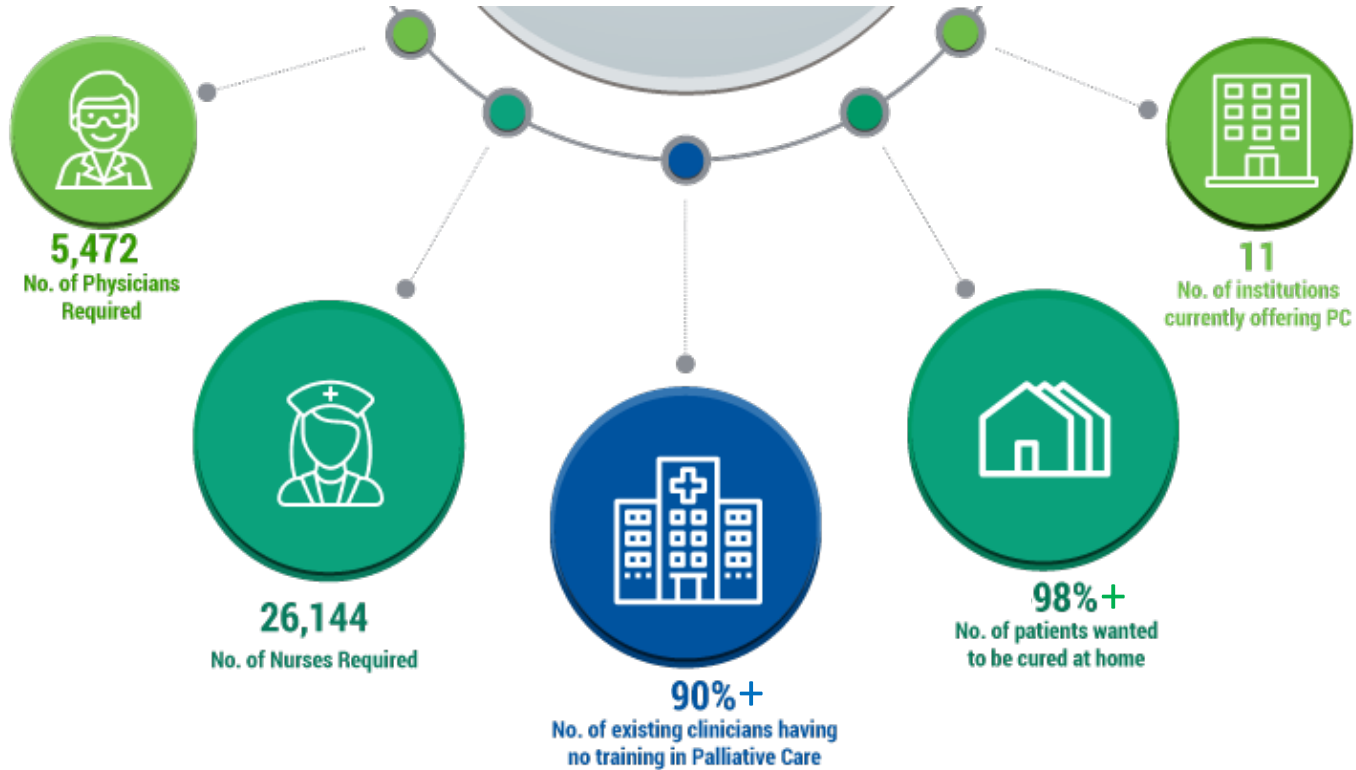 5,472
No. of Physicians
Required
11
No. of institutions
currently offering PC
26,144
No. of Nurses Required
98%+
No. of patients wanted
to be cured at home
90%+
No. of existing clinicians having
no training in Palliative Care